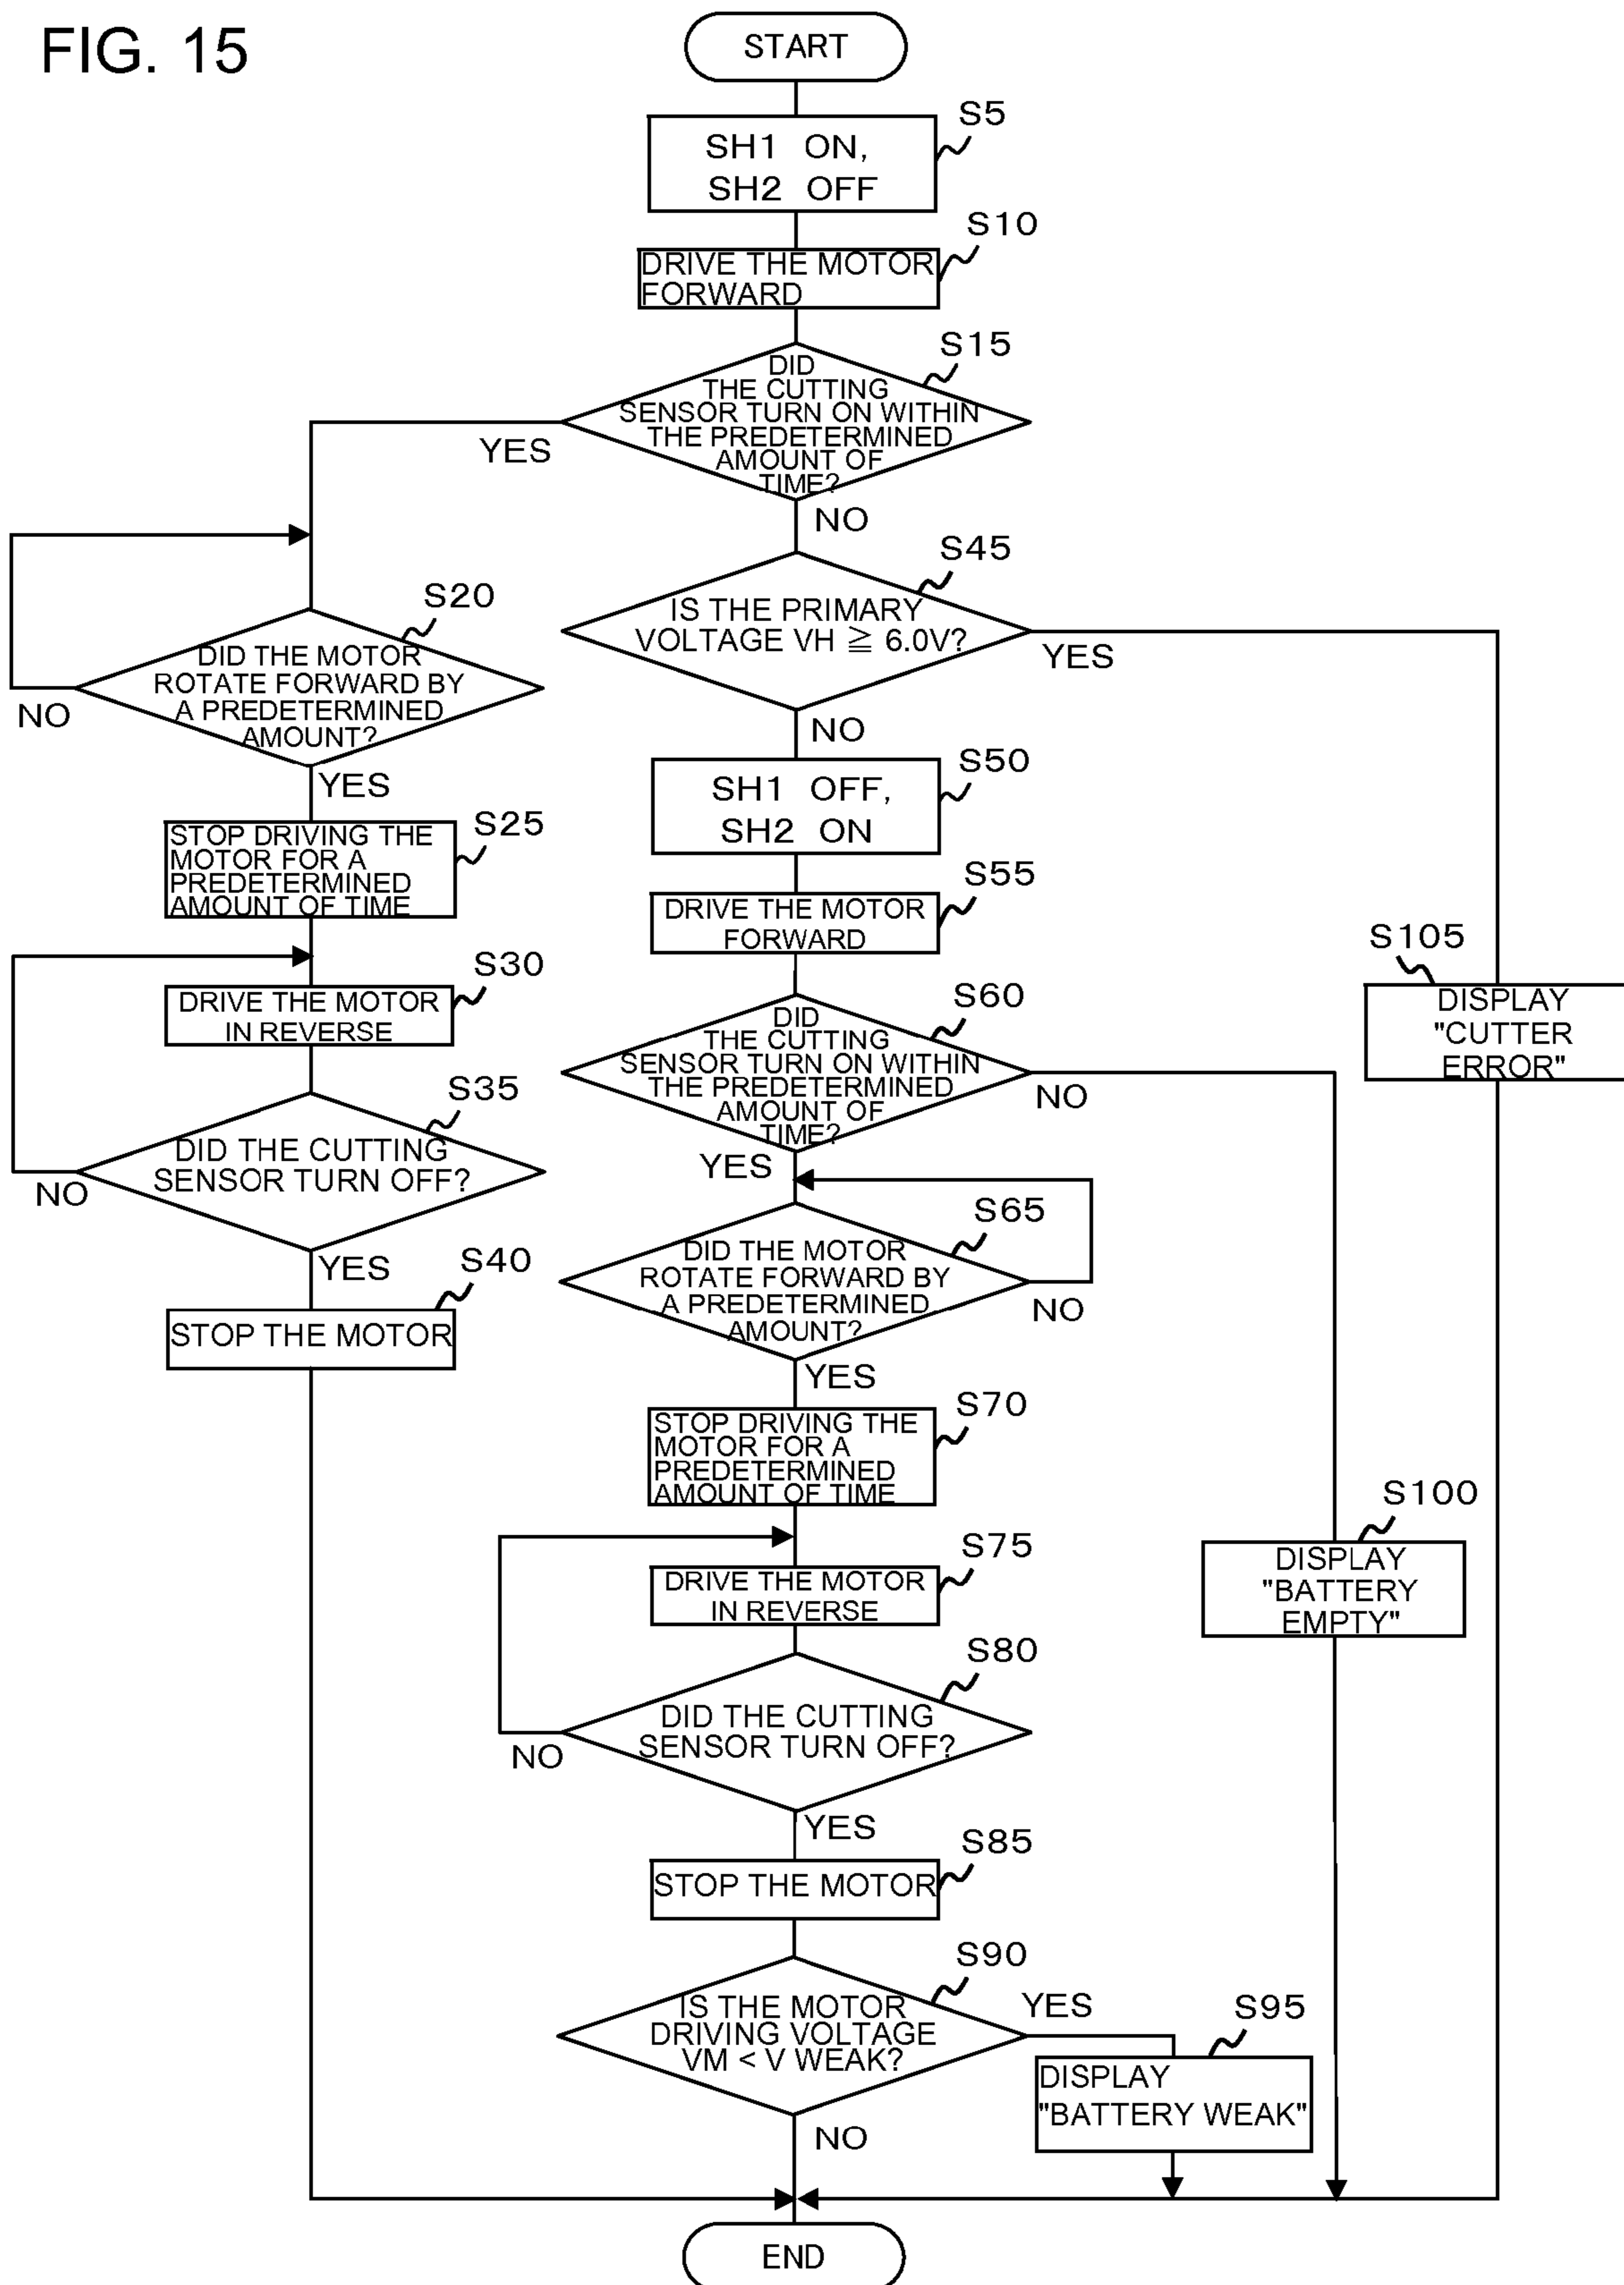 FIG. 15
START
S5
SH1 ON,
SH2 OFF
S10
DRIVE THE MOTOR
FORWARD
S15
DID
THE CUTTING
SENSOR TURN ON WITHIN
THE PREDETERMINED
AMOUNT OF
TIME?
YES
NO
S20
DID THE MOTOR
ROTATE FORWARD BY
A PREDETERMINED
AMOUNT?
NO
YES
S25
STOP DRIVING THE
MOTOR FOR A
PREDETERMINED
AMOUNT OF TIME
S30
DRIVE THE MOTOR
IN REVERSE
S35
DID THE CUTTING
SENSOR TURN OFF?
NO
YES
S40
STOP THE MOTOR
S45
IS THE PRIMARY
VOLTAGE VH ≧ 6.0V?
YES
NO
S50
SH1 OFF,
SH2 ON
S55
DRIVE THE MOTOR
FORWARD
S60
DID
THE CUTTING
SENSOR TURN ON WITHIN
THE PREDETERMINED
AMOUNT OF
TIME?
NO
YES
S65
DID THE MOTOR
ROTATE FORWARD BY
A PREDETERMINED
AMOUNT?
NO
YES
S70
STOP DRIVING THE
MOTOR FOR A
PREDETERMINED
AMOUNT OF TIME
S75
DRIVE THE MOTOR
IN REVERSE
S80
DID THE CUTTING
SENSOR TURN OFF?
NO
YES
S85
STOP THE MOTOR
S90
IS THE MOTOR
DRIVING VOLTAGE
VM < V WEAK?
YES
NO
S95
DISPLAY
"BATTERY WEAK"
S100
DISPLAY
"BATTERY
EMPTY"
S105
DISPLAY
"CUTTER
ERROR"
END